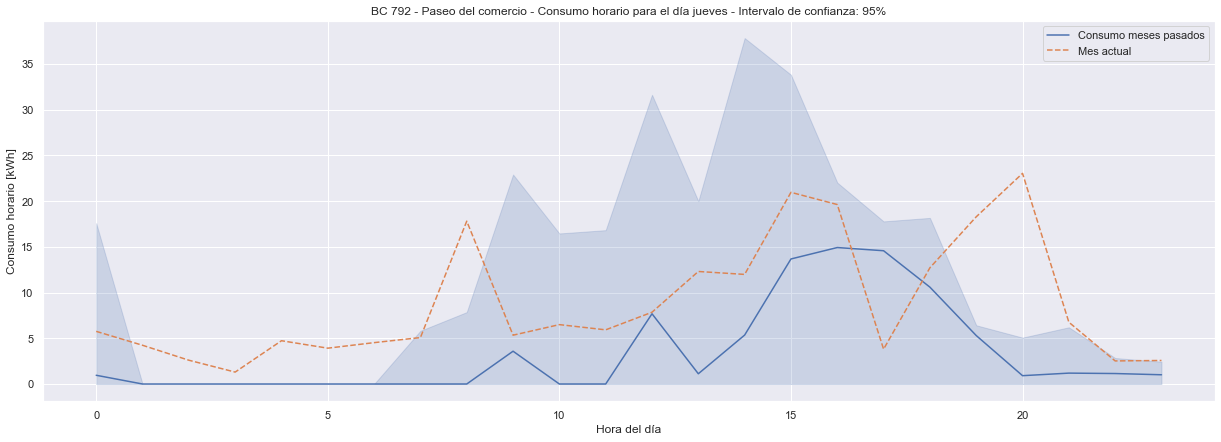 BC 792 - Paseo del comercio - Consumo horario para el día jueves - Intervalo de confianza: 95%
Consumo meses pasados
Mes actual
Consumo horario [kWh]
35
30
25
20
15
10
5
0
0
5
10
15
20
Hora del día